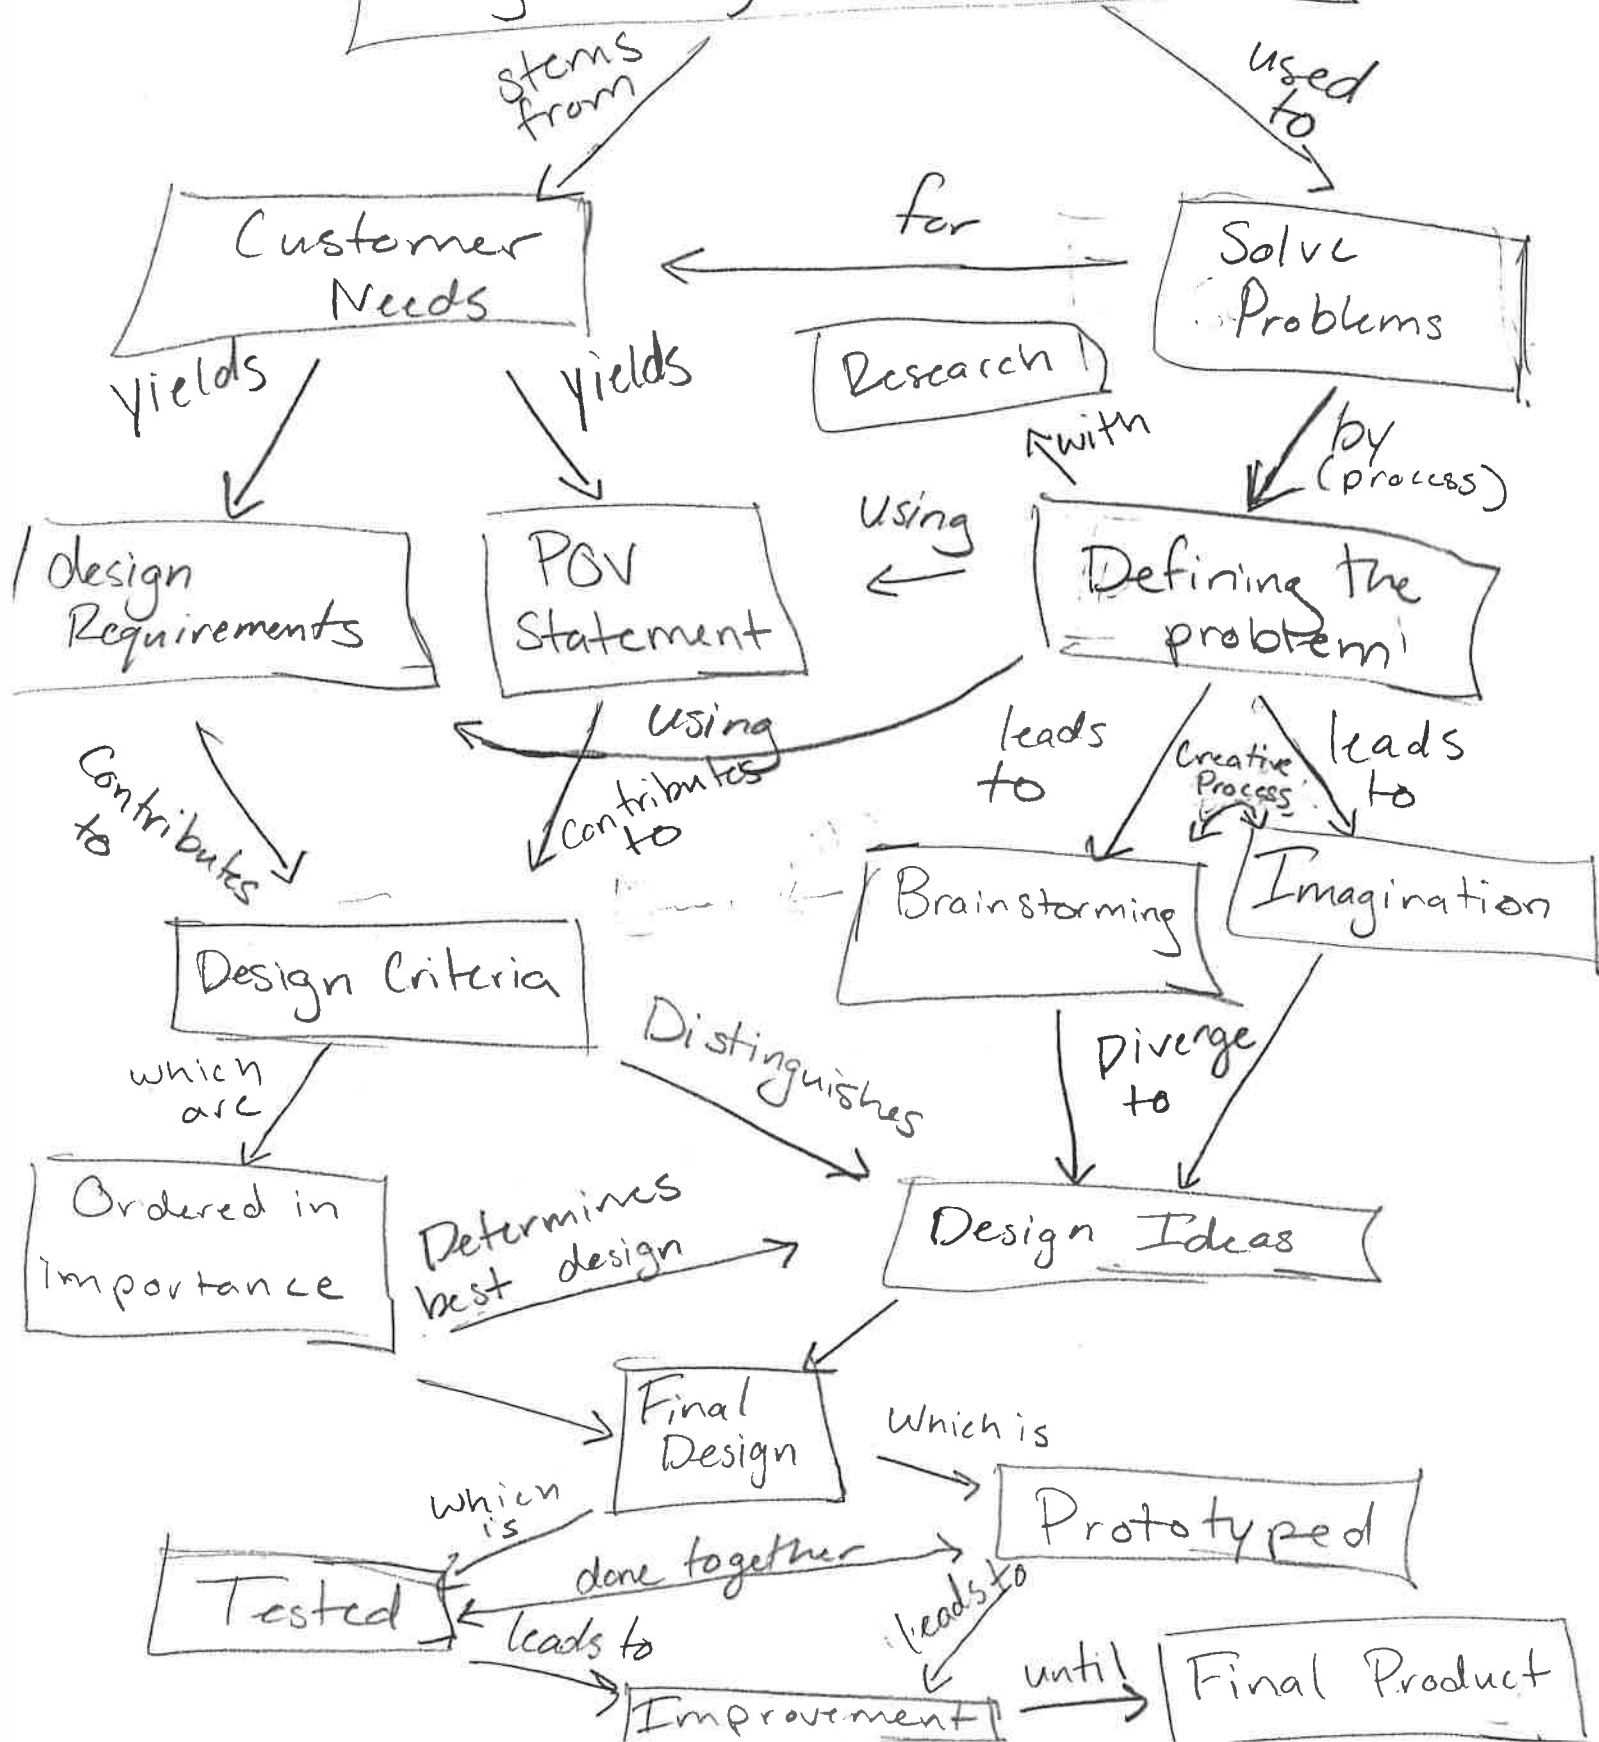 stems
from
used
to
Customer
Needs
for
Solve
Problems
yields
yields
Research
with
by
(process)
design
Requirements
POV
Statement
using
Defining the
problem
using
leads
to
Creative
Process
leads
to
contributes
to
contributes
to
Brainstorming
Imagination
Design Criteria
Distinguishes
Diverge
to
which
are
Ordered in
importance
Determines
best design
Design Ideas
Final
Design
which is
which
is
Prototyped
Tested
done together
leads to
leads to
Improvement
until
Final Product